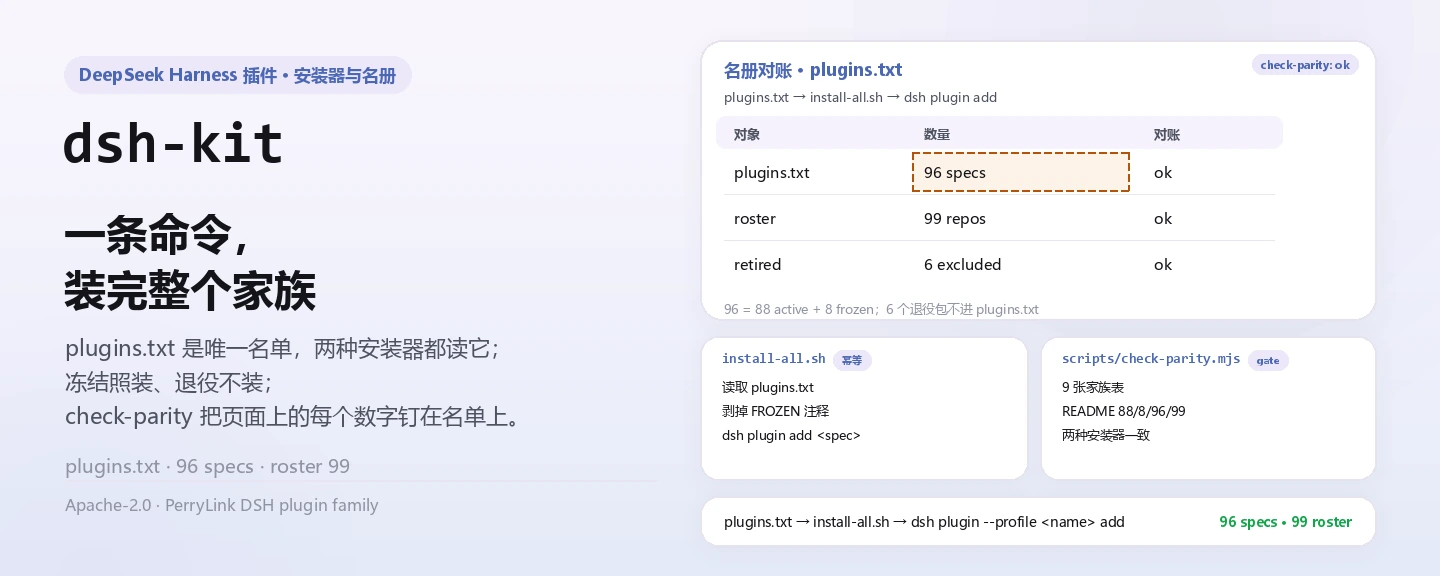 DeepSeek Harness 插件 • 安装器与名册
dsh-kit
一条命令，
装完整个家族
plugins.txt 是唯一名单，两种安装器都读它；
冻结照装、退役不装；
check-parity 把页面上的每个数字钉在名单上。
plugins.txt · 96 specs · roster 99
Apache-2.0 · PerryLink DSH plugin family
名册对账 • plugins.txt
check-parity: ok
plugins.txt → install-all.sh → dsh plugin add
对象 数量 对账
plugins.txt 96 specs ok
roster 99 repos ok
retired 6 excluded ok
96 = 88 active + 8 frozen；6 个退役包不进 plugins.txt
install-all.sh 幂等
读取 plugins.txt
剥掉 FROZEN 注释
dsh plugin add <spec>
scripts/check-parity.mjs gate
9 张家族表
README 88/8/96/99
两种安装器一致
plugins.txt → install-all.sh → dsh plugin --profile <name> add
96 specs • 99 roster